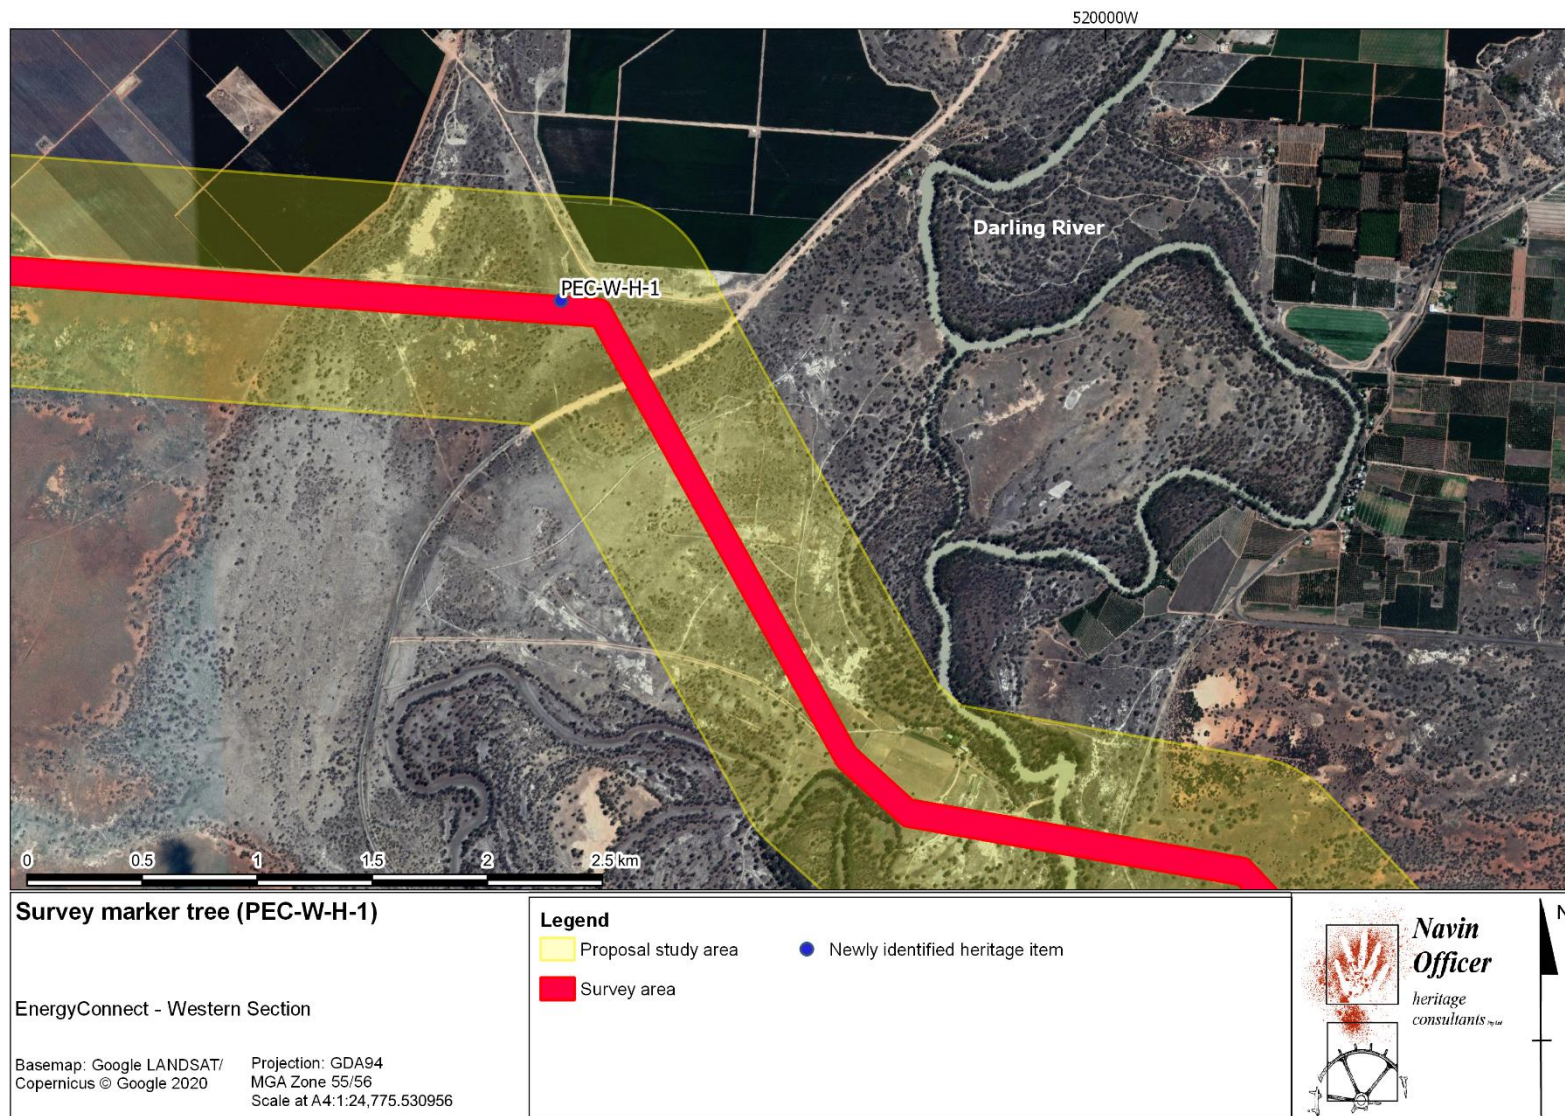 520000W
Darling River
PEC-W-H-1
0 0.5 1 1.5 2 2.5 km
Survey marker tree (PEC-W-H-1)
EnergyConnect - Western Section
Basemap: Google LANDSAT/
Copernicus © Google 2020
Projection: GDA94
MGA Zone 55/56
Scale at A4:1:24,775.530956
Legend
Proposal study area
Newly identified heritage item
Survey area
Navin
Officer
heritage
consultants Pty Ltd
N